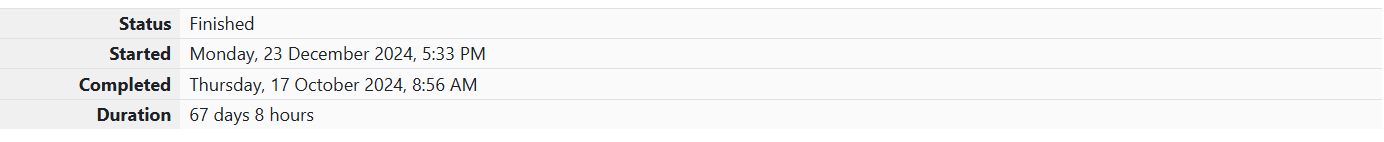 Status Finished
Started Monday, 23 December 2024, 5:33 PM
Completed Thursday, 17 October 2024, 8:56 AM
Duration 67 days 8 hours